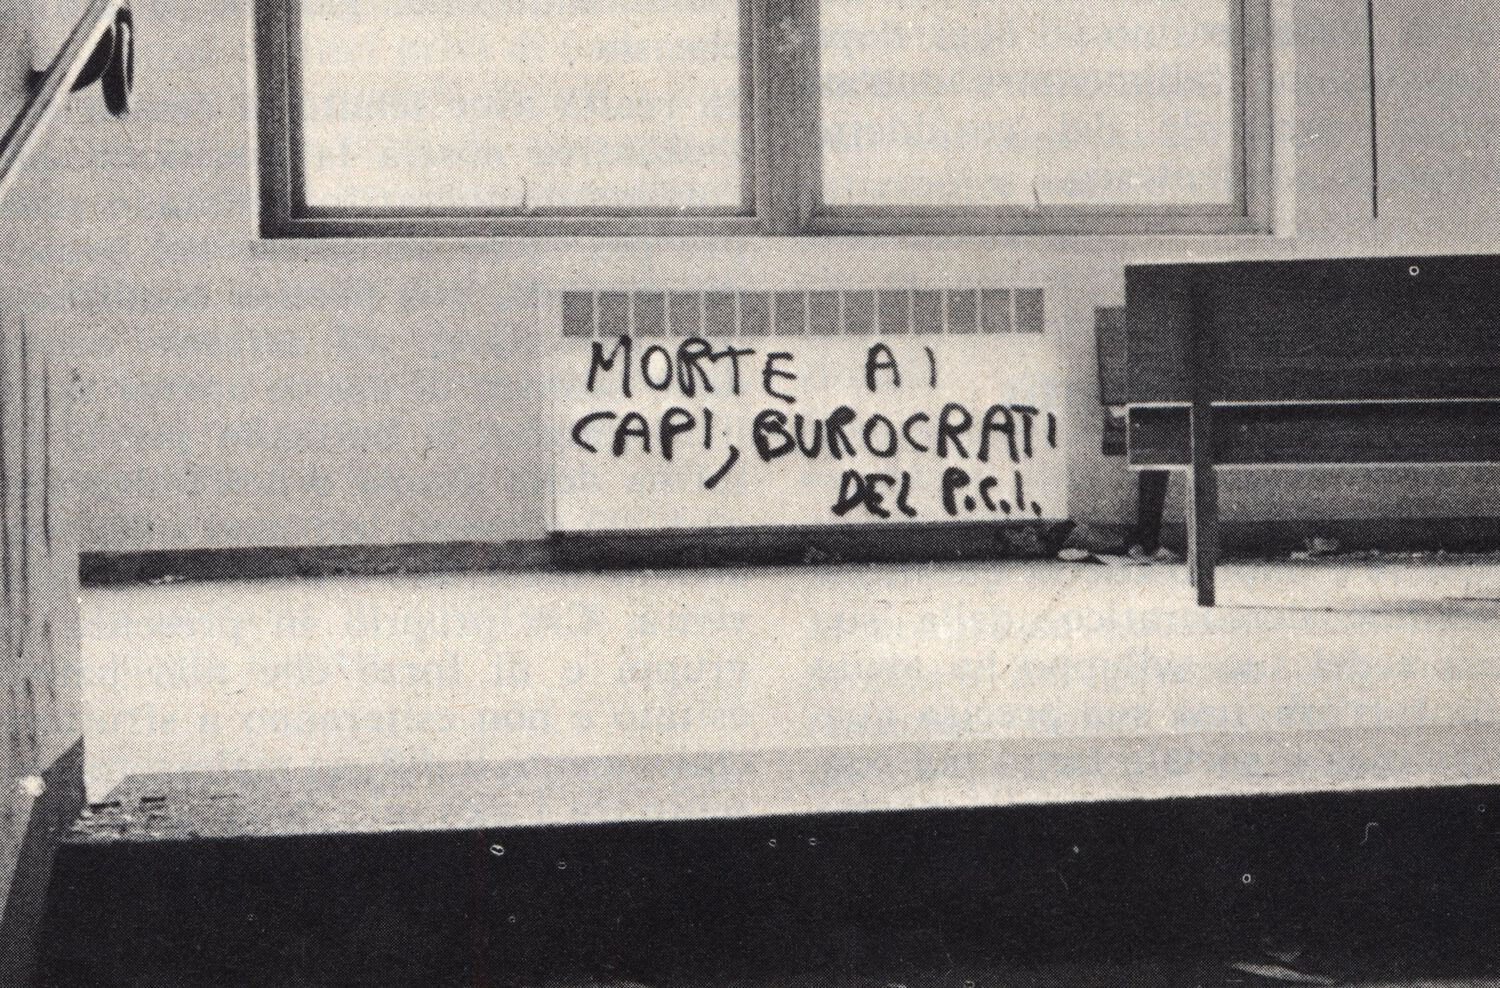 MORTE AI
CAPI, BUROCRATI
DEL P.C.I.